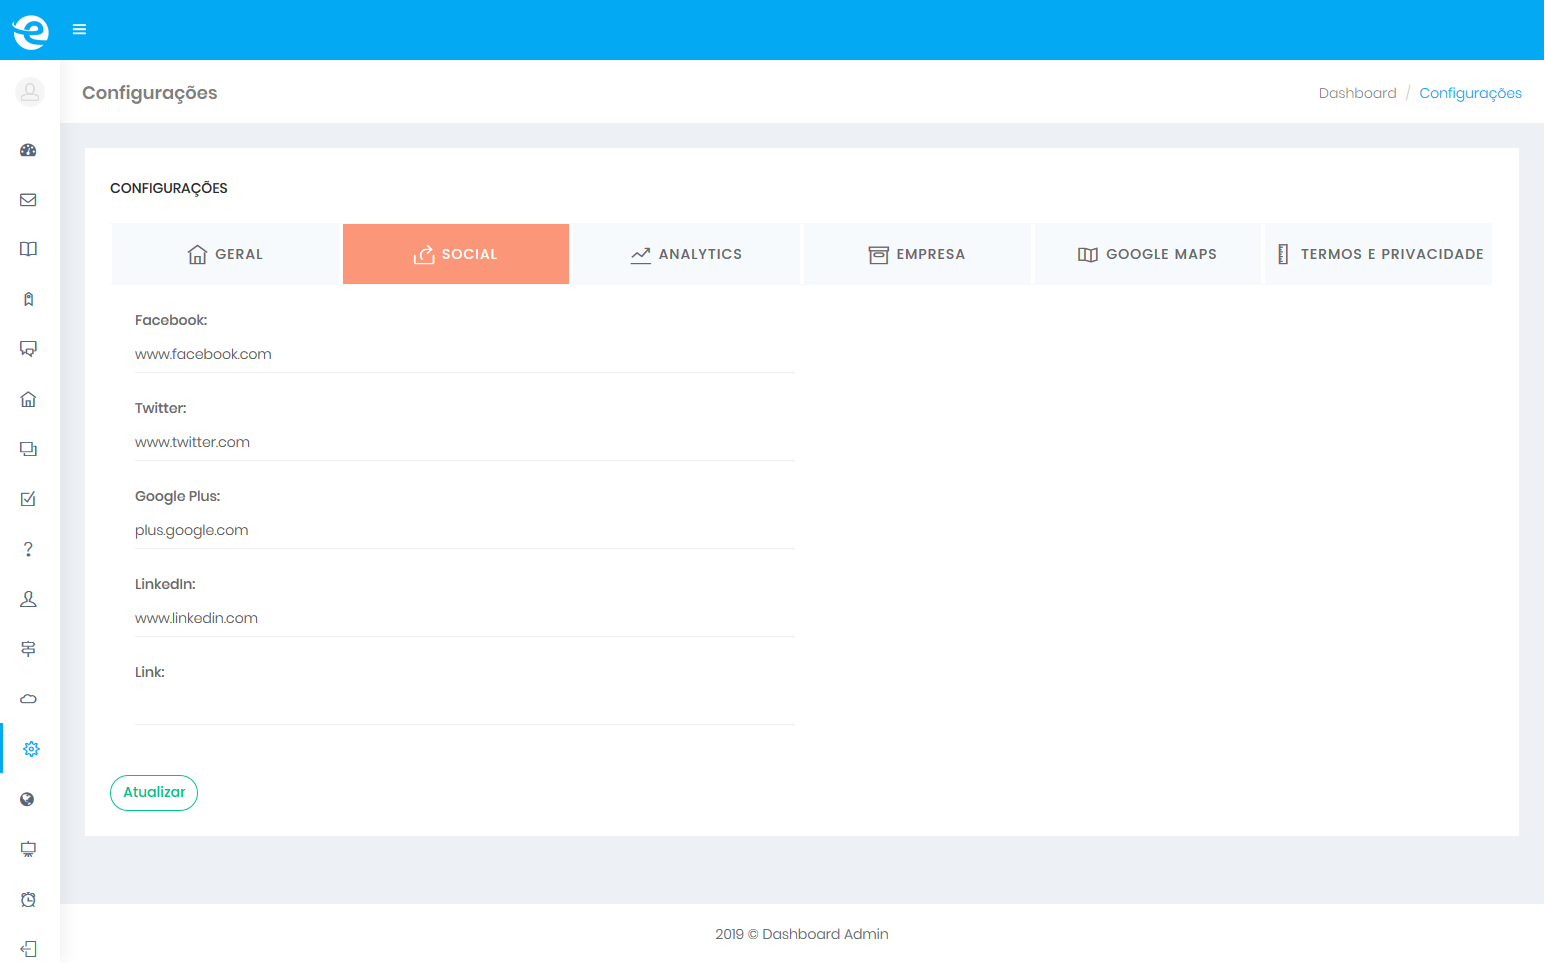 Configurações
Dashboard / Configurações
CONFIGURAÇÕES
GERAL
SOCIAL
ANALYTICS
EMPRESA
GOOGLE MAPS
TERMOS E PRIVACIDADE
Facebook:
www.facebook.com
Twitter:
www.twitter.com
Google Plus:
plus.google.com
LinkedIn:
www.linkedin.com
Link:
Atualizar
2019 © Dashboard Admin